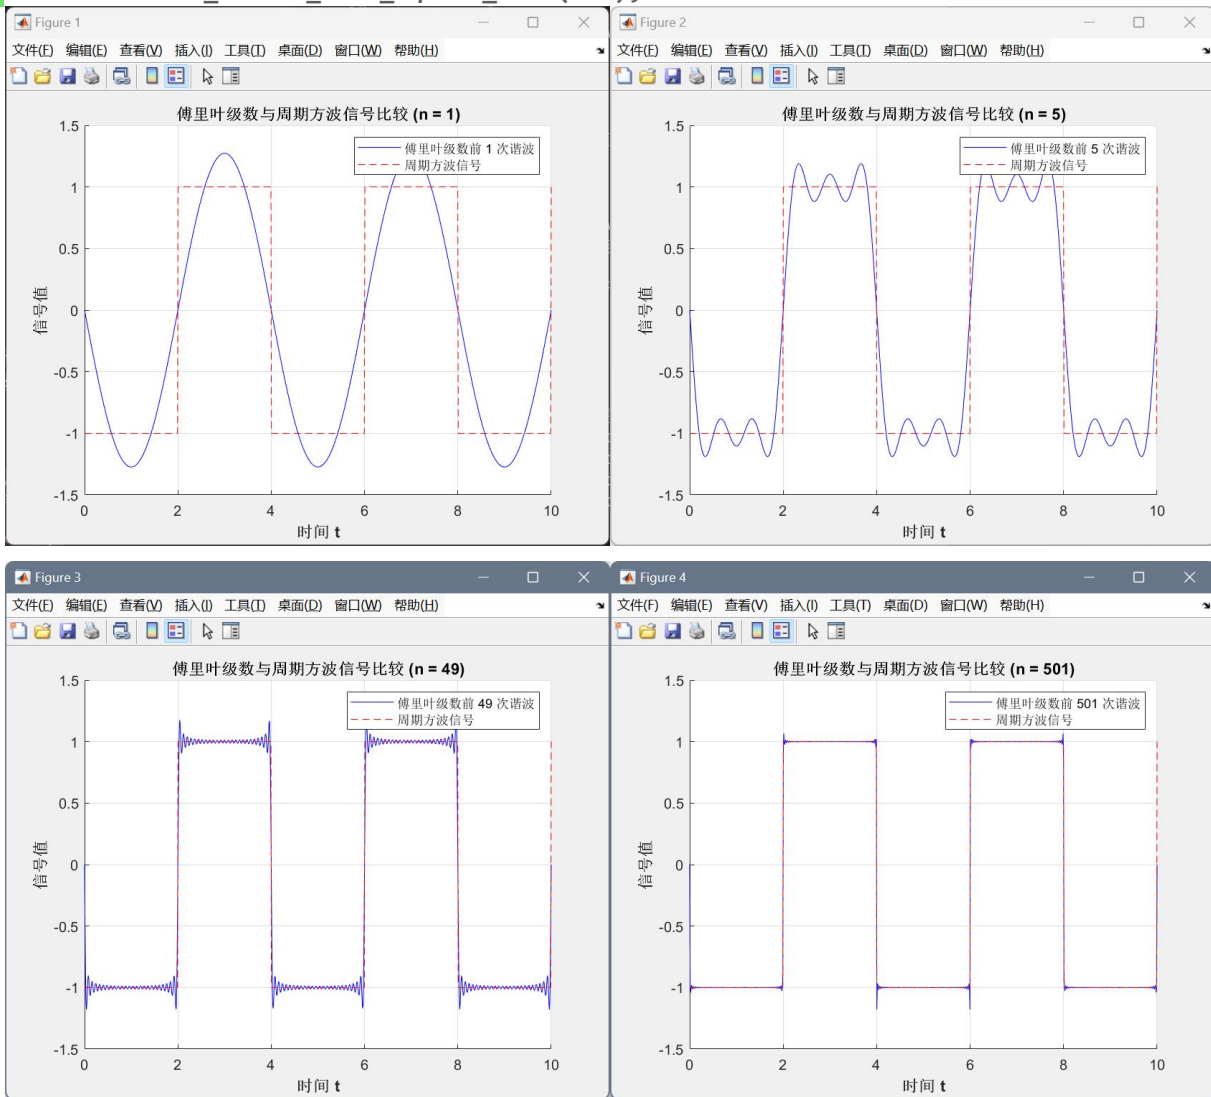 Figure 1
文件(F) 编辑(E) 查看(V) 插入(I) 工具(T) 桌面(D) 窗口(W) 帮助(H)
傅里叶级数与周期方波信号比较 (n = 1)
傅里叶级数前 1 次谐波
周期方波信号
1.5
1
0.5
0
-0.5
-1
-1.5
信号值
0 2 4 6 8 10
时间 t
Figure 2
文件(F) 编辑(E) 查看(V) 插入(I) 工具(T) 桌面(D) 窗口(W) 帮助(H)
傅里叶级数与周期方波信号比较 (n = 5)
傅里叶级数前 5 次谐波
周期方波信号
1.5
1
0.5
0
-0.5
-1
-1.5
信号值
0 2 4 6 8 10
时间 t
Figure 3
文件(F) 编辑(E) 查看(V) 插入(I) 工具(T) 桌面(D) 窗口(W) 帮助(H)
傅里叶级数与周期方波信号比较 (n = 49)
傅里叶级数前 49 次谐波
周期方波信号
1.5
1
0.5
0
-0.5
-1
-1.5
信号值
0 2 4 6 8 10
时间 t
Figure 4
文件(F) 编辑(E) 查看(V) 插入(I) 工具(T) 桌面(D) 窗口(W) 帮助(H)
傅里叶级数与周期方波信号比较 (n = 501)
傅里叶级数前 501 次谐波
周期方波信号
1.5
1
0.5
0
-0.5
-1
-1.5
信号值
0 2 4 6 8 10
时间 t